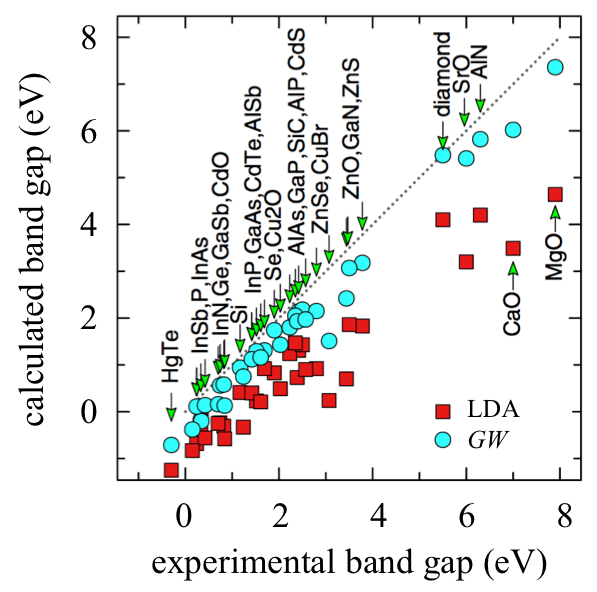 calculated band gap (eV)
8
6
4
2
0
HgTe
InSb,P,InAs
InN,Ge,GaSb,CdO
Si
InP,GaAs,CdTe,AlSb
Se,Cu2O
AlAs,GaP,SiC,AlP,CdS
ZnSe,CuBr
ZnO,GaN,ZnS
diamond
SrO
AlN
CaO
MgO
LDA
GW
0
2
4
6
8
experimental band gap (eV)